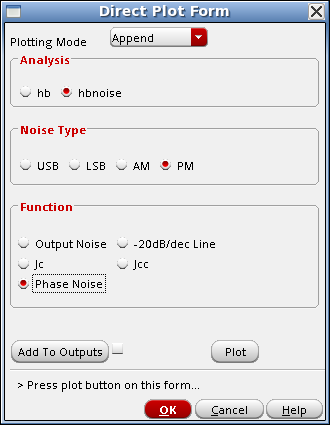 Direct Plot Form
Plotting Mode Append
Analysis
hb hbnoise
Noise Type
USB LSB AM PM
Function
Output Noise -20dB/dec Line
Jc Jcc
Phase Noise
Add To Outputs Plot
> Press plot button on this form...
OK Cancel Help